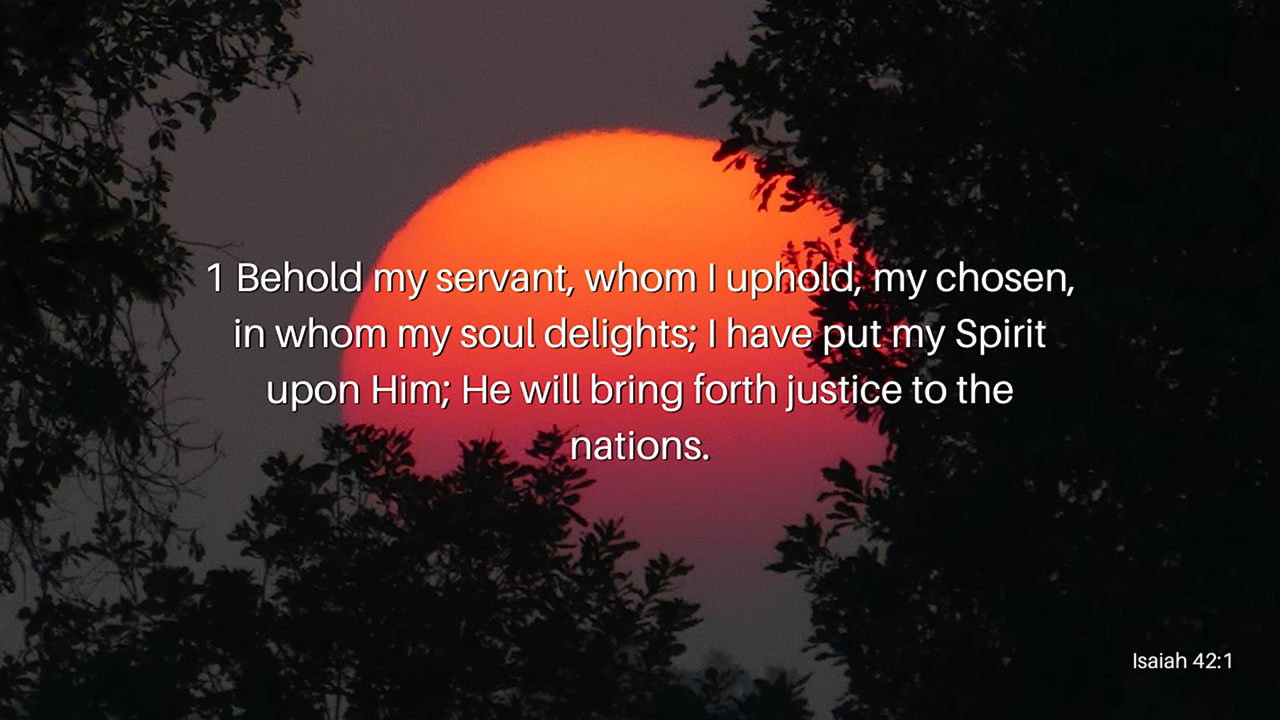 1 Behold my servant, whom I uphold, my chosen,
in whom my soul delights; I have put my Spirit
upon Him; He will bring forth justice to the
nations.
Isaiah 42:1